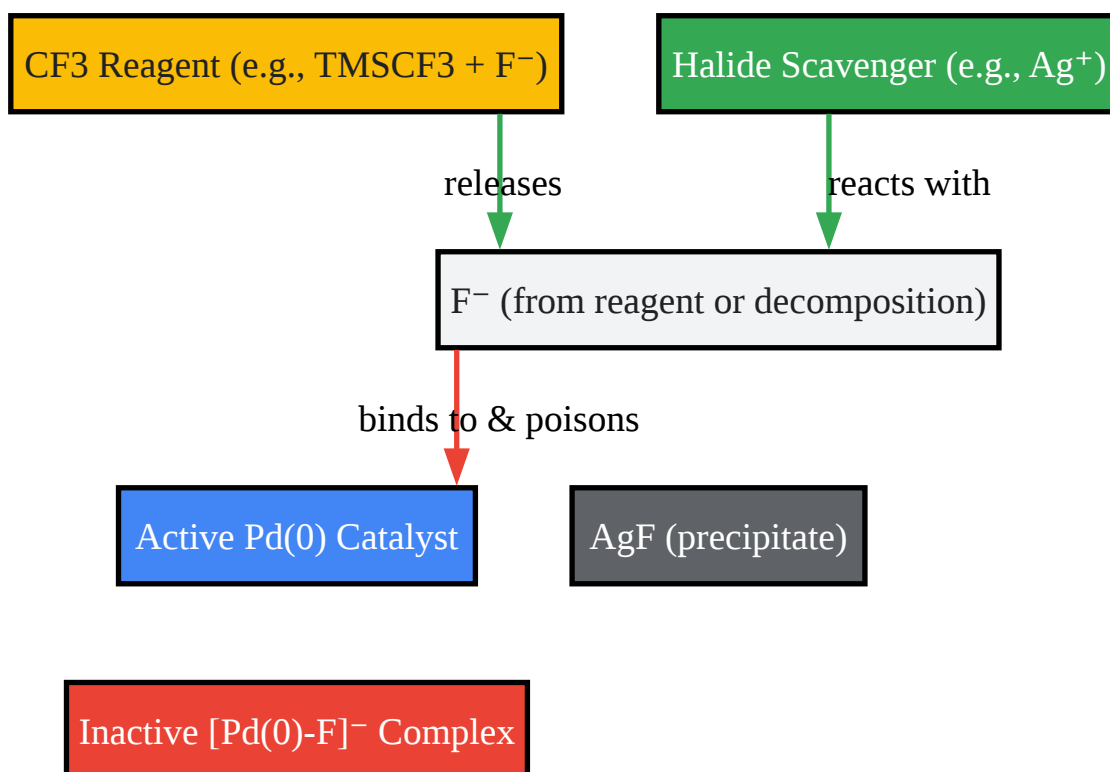 CF3 Reagent (e.g., TMSCF3 + F⁻)
Halide Scavenger (e.g., Ag⁺)
releases
reacts with
F⁻ (from reagent or decomposition)
binds to & poisons
Active Pd(0) Catalyst
AgF (precipitate)
Inactive [Pd(0)-F]⁻ Complex